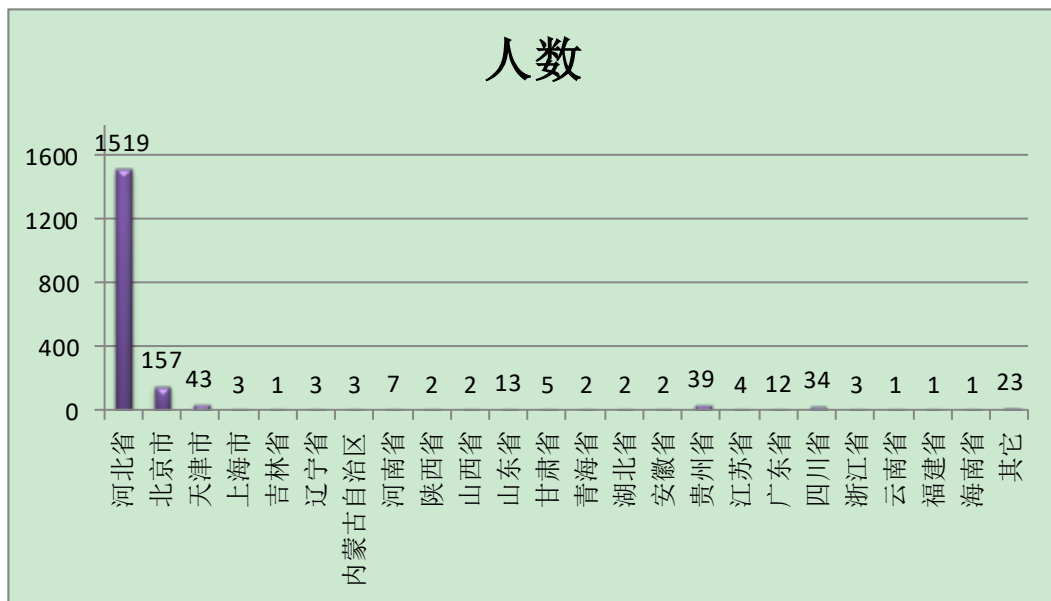 人数
1519
1600
1200
800
400
0
157
43
3
1
3
3
7
2
2
13
5
2
2
2
39
4
12
34
3
1
1
1
23
河北省
北京市
天津市
上海市
吉林省
辽宁省
内蒙古自治区
河南省
陕西省
山西省
山东省
甘肃省
青海省
湖北省
安徽省
贵州省
江苏省
广东省
四川省
浙江省
云南省
福建省
海南省
其它